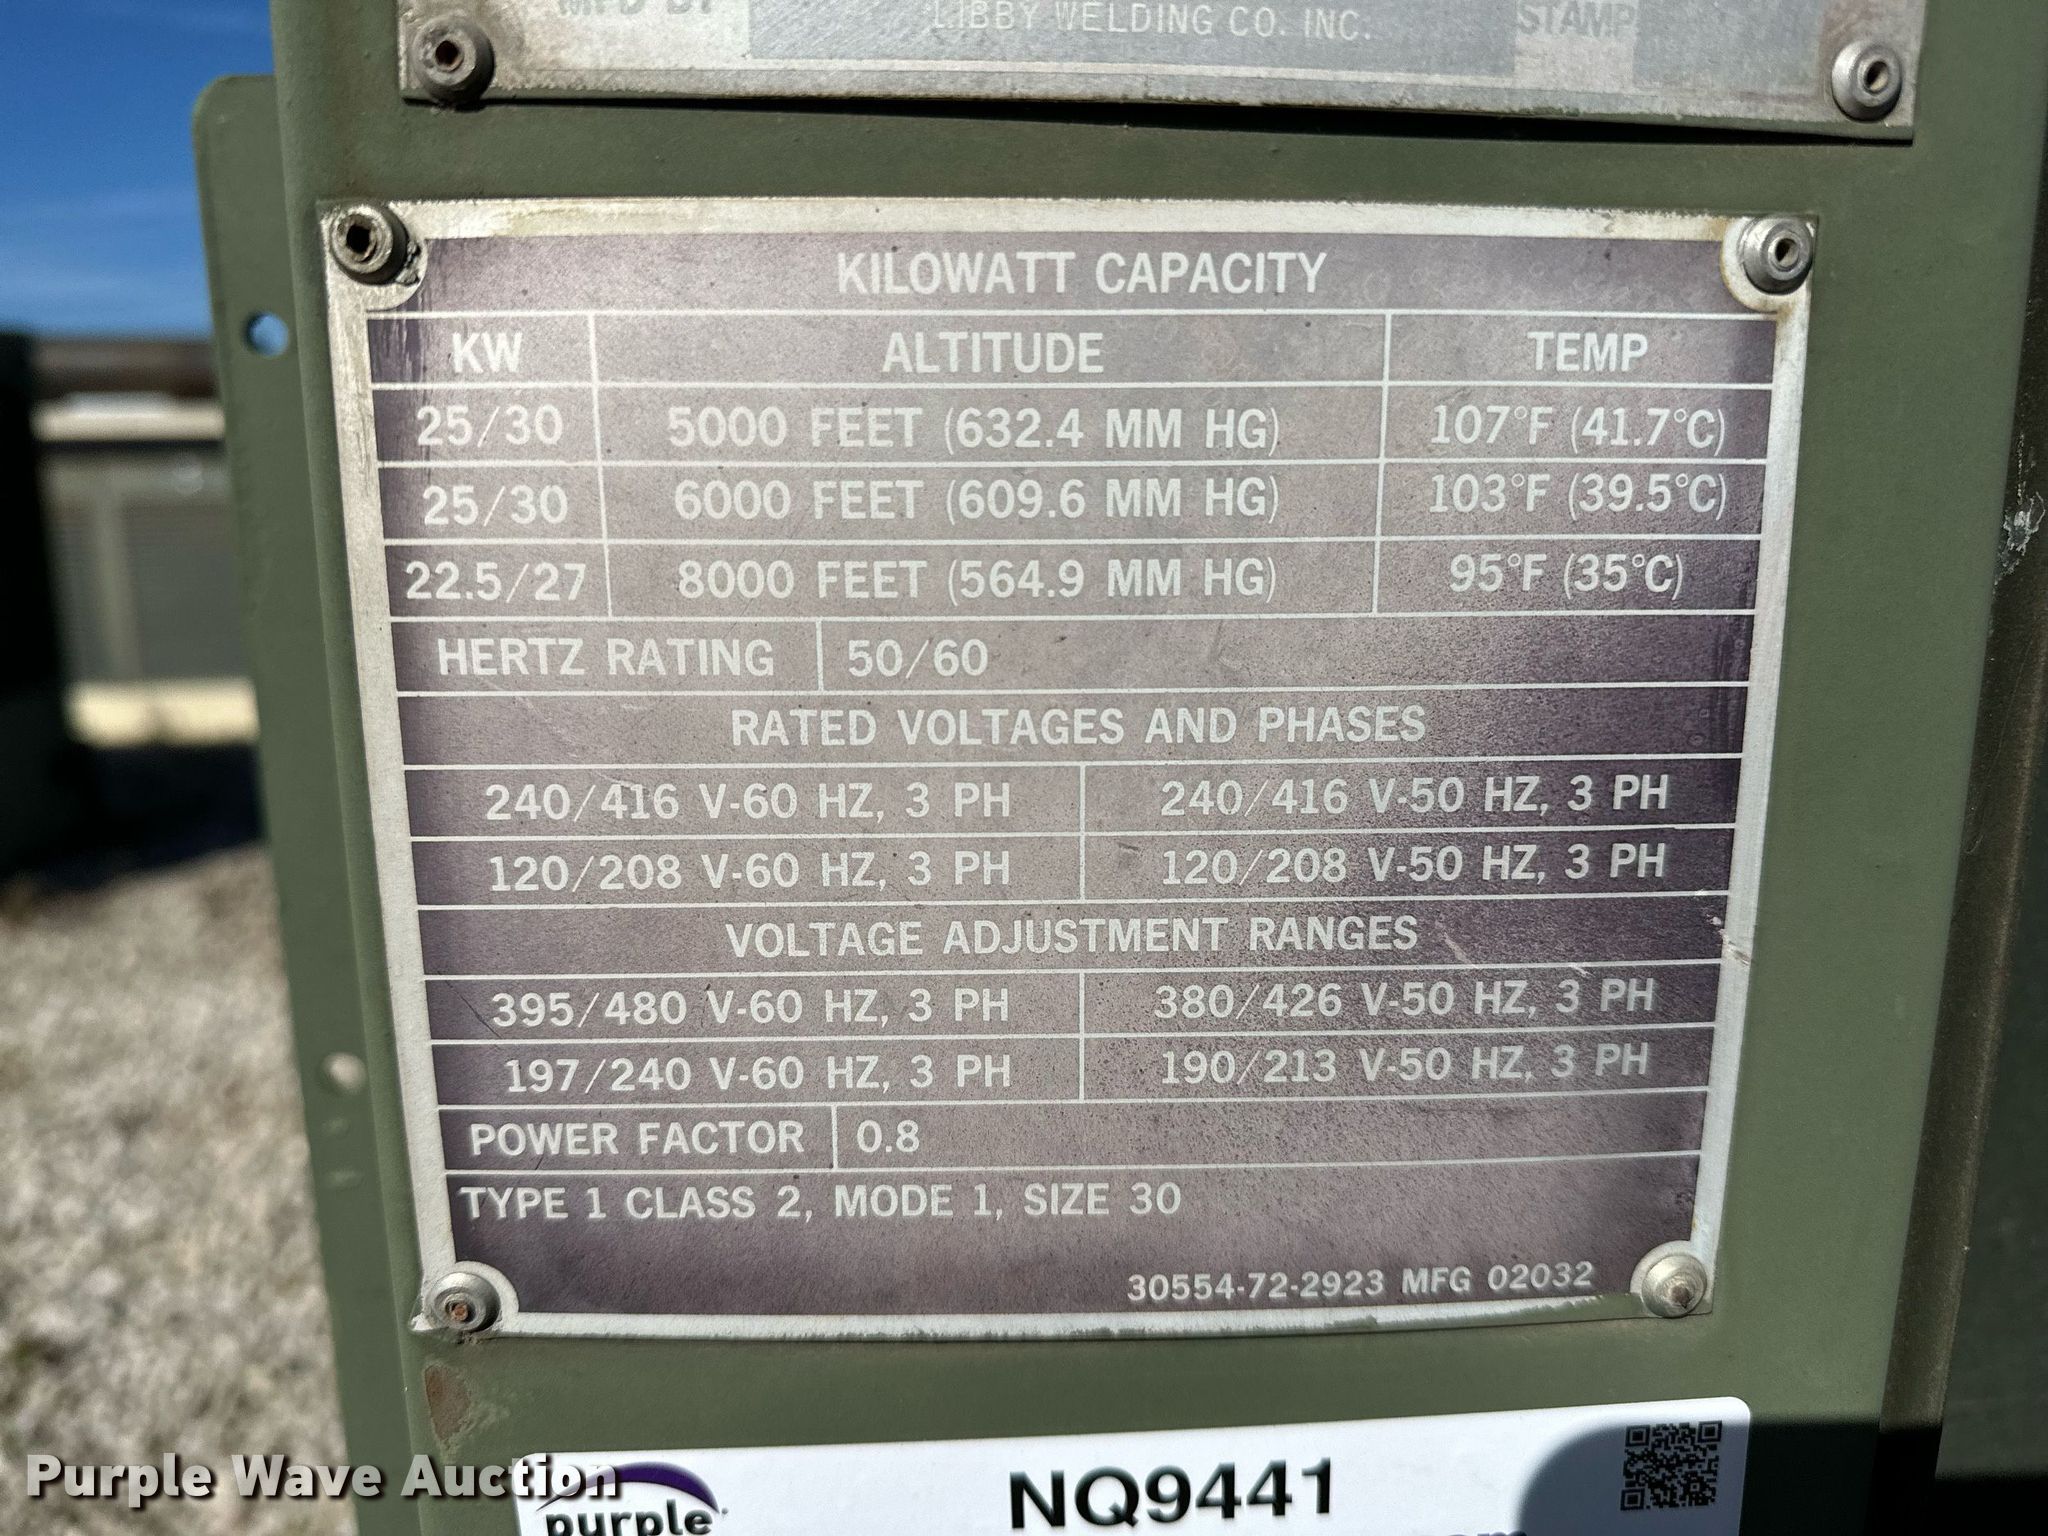 MFD BY LIBBY WELDING CO. INC. STAMP
KILOWATT CAPACITY
KW ALTITUDE TEMP
25/30 5000 FEET (632.4 MM HG) 107°F (41.7°C)
25/30 6000 FEET (609.6 MM HG) 103°F (39.5°C)
22.5/27 8000 FEET (564.9 MM HG) 95°F (35°C)
HERTZ RATING 50/60
RATED VOLTAGES AND PHASES
240/416 V-60 HZ, 3 PH 240/416 V-50 HZ, 3 PH
120/208 V-60 HZ, 3 PH 120/208 V-50 HZ, 3 PH
VOLTAGE ADJUSTMENT RANGES
395/480 V-60 HZ, 3 PH 380/426 V-50 HZ, 3 PH
197/240 V-60 HZ, 3 PH 190/213 V-50 HZ, 3 PH
POWER FACTOR 0.8
TYPE 1 CLASS 2, MODE 1, SIZE 30
30554-72-2923 MFG 02032
Purple Wave Auction
purple NQ9441